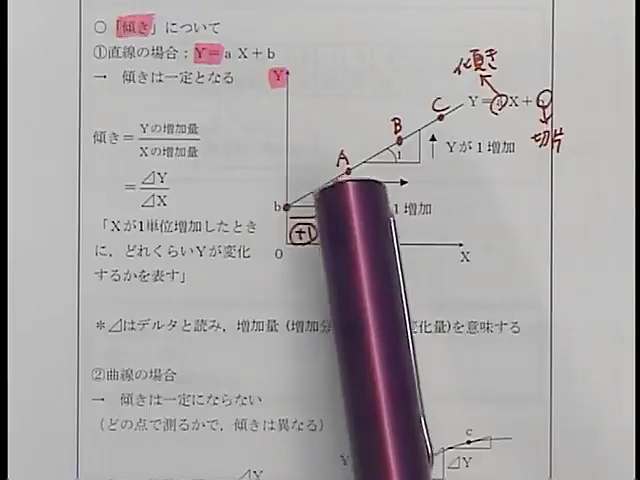 ○「傾き」について
①直線の場合：Y＝a X＋b
→ 傾きは一定となる
傾き＝Yの増加量/Xの増加量
＝⊿Y/⊿X
「Xが1単位増加したとき
に，どれくらいYが変化
するかを表す」
Y
傾き
Y＝a X＋
切片
C
B
A
1
Yが1増加
b
1増加
+1
0
X
＊⊿はデルタと読み，増加量（増加
変化量）を意味する
②曲線の場合
→ 傾きは一定にならない
（どの点で測るかで，傾きは異なる）
c
Y
⊿Y
⊿Y